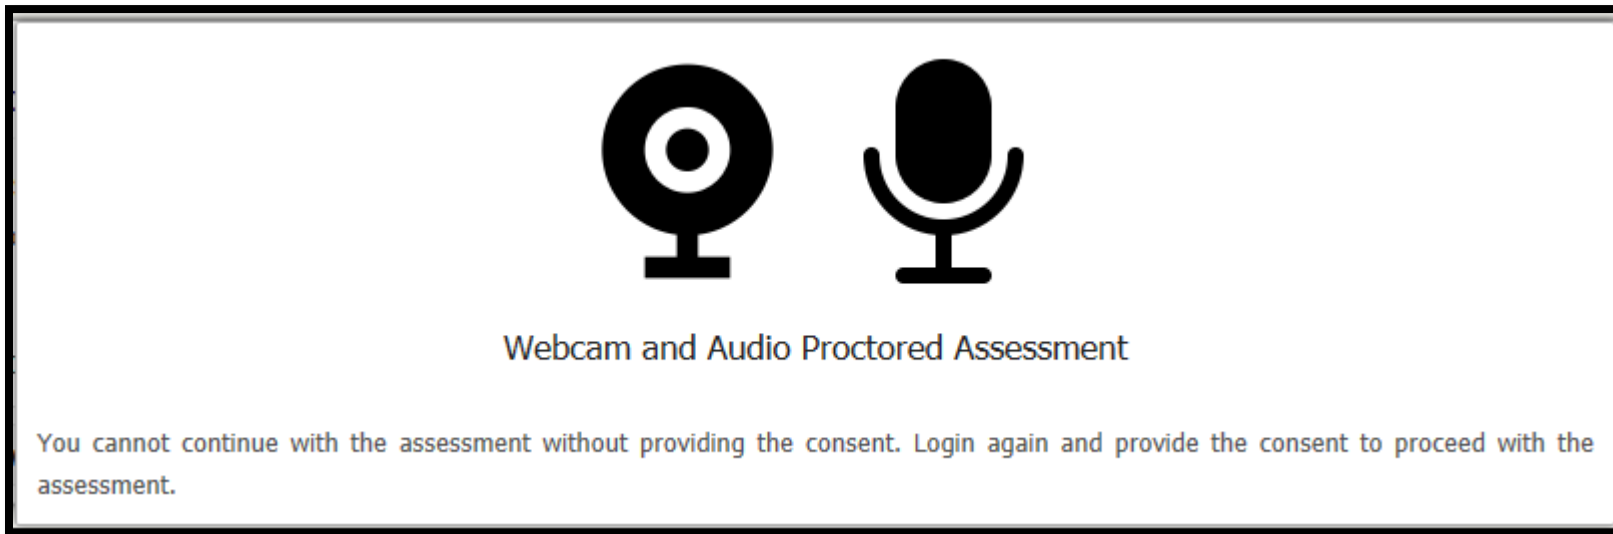 Webcam and Audio Proctored Assessment
You cannot continue with the assessment without providing the consent. Login again and provide the consent to proceed with the
assessment.